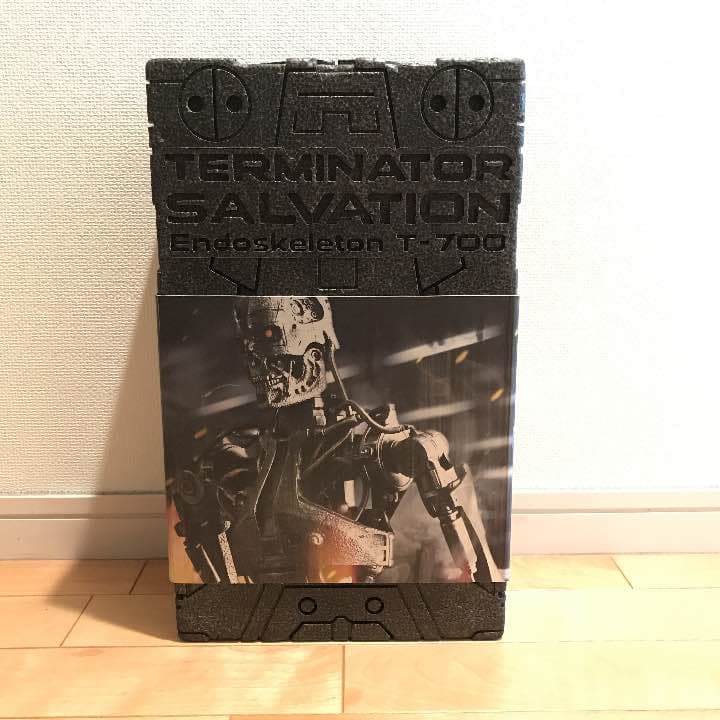 TERMINATOR
SALVATION
Endoskeleton T-700